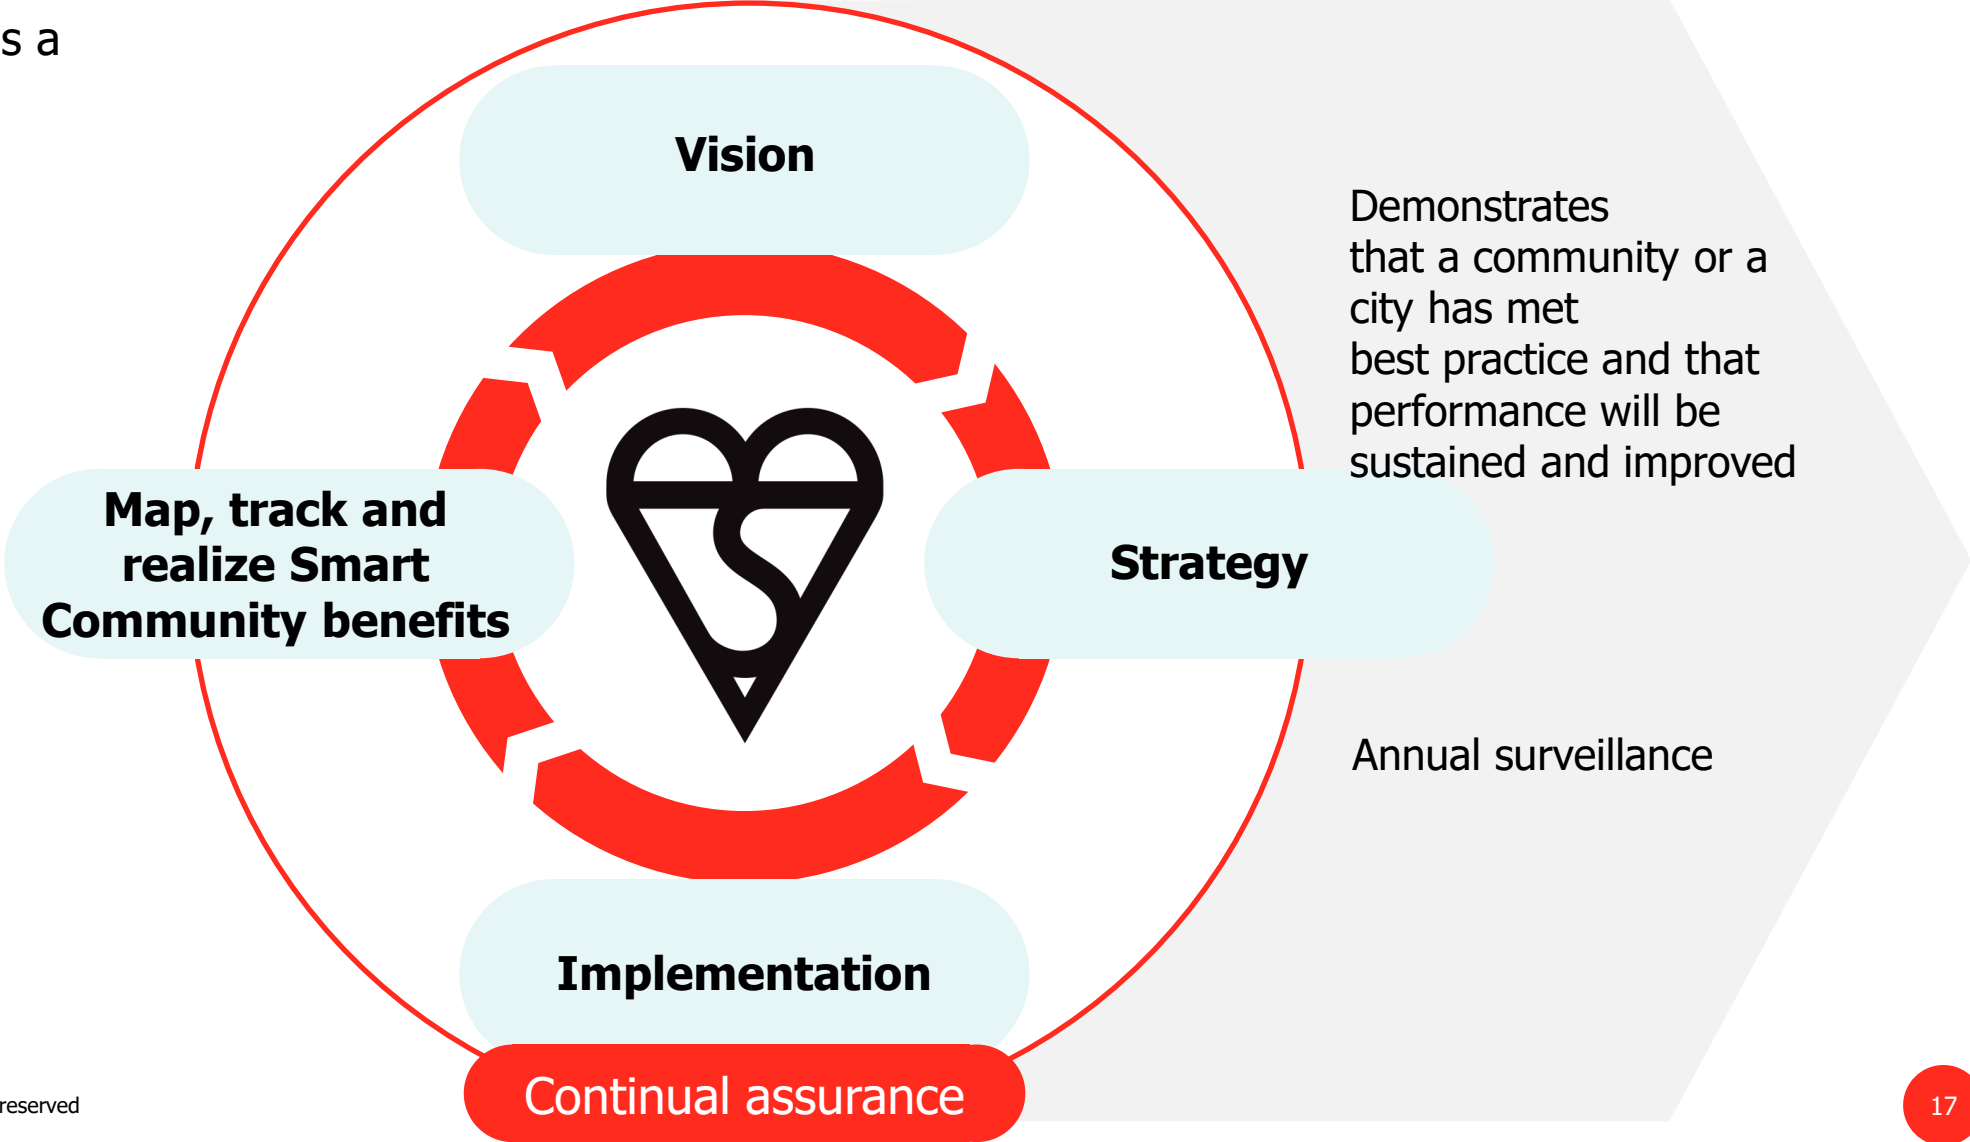 s a
Vision
Demonstrates
that a community or a
city has met
best practice and that
performance will be
sustained and improved
Map, track and
realize Smart
Community benefits
Strategy
Annual surveillance
Implementation
Continual assurance
reserved
17